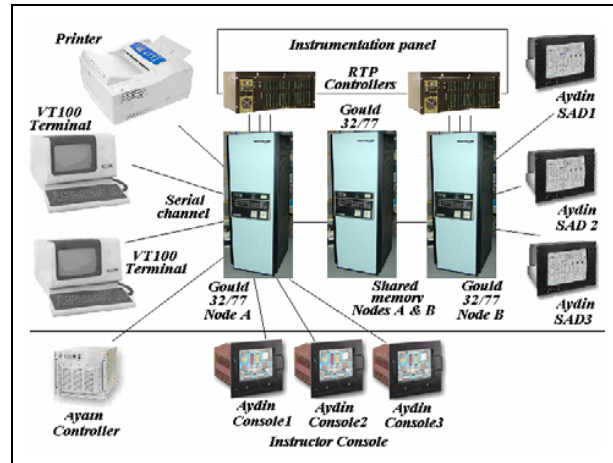 Printer
Instrumentation panel
RTP
Controllers
Aydin
SAD1
VT100
Terminal
Gould
32/77
Serial
channel
Aydin
SAD 2
VT100
Terminal
Gould
32/77
Node A
Shared
memory
Nodes A & B
Gould
32/77
Node B
Aydin
SAD3
Aydin
Controller
Aydin
Console1
Aydin
Console2
Aydin
Console3
Instructor Console